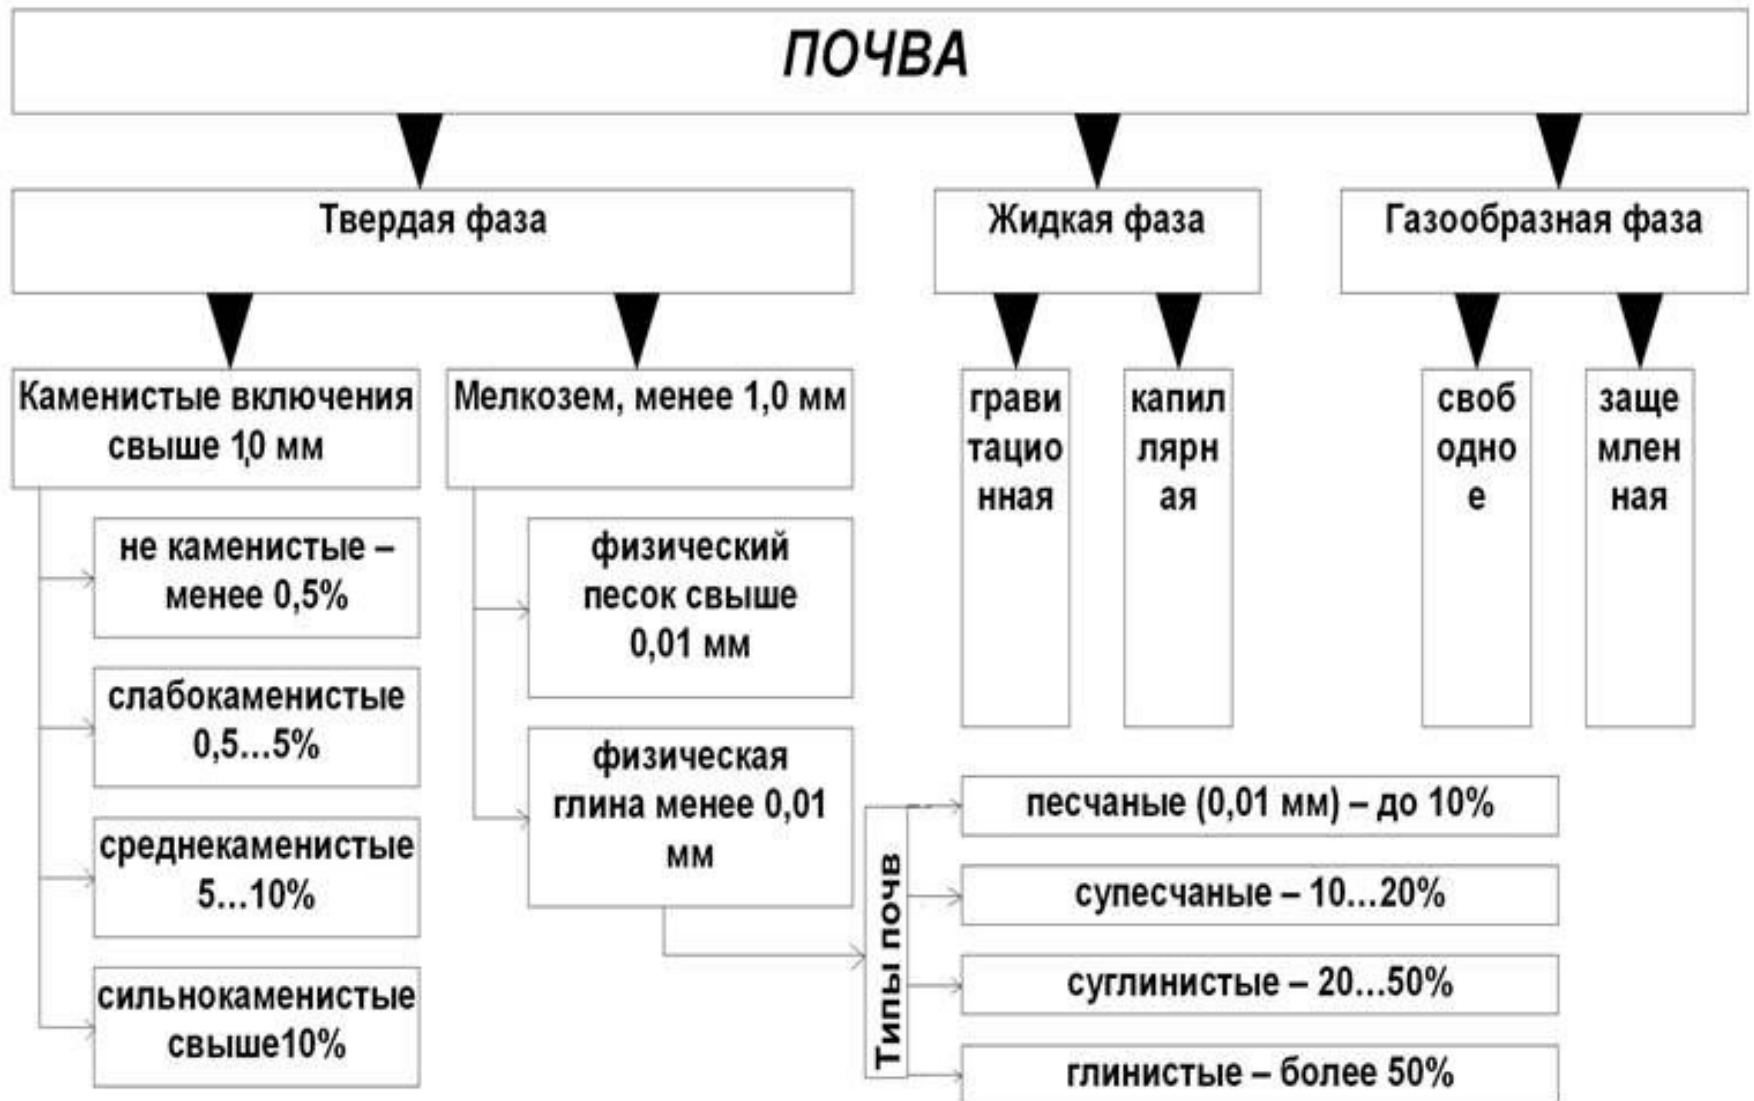 ПОЧВА
Твердая фаза
Жидкая фаза
Газообразная фаза
Каменистые включения
свыше 1,0 мм
Мелкозем, менее 1,0 мм
грави
тацио
нная
капил
лярн
ая
своб
одно
е
заще
млен
ная
не каменистые –
менее 0,5%
слабокаменистые
0,5...5%
среднекаменистые
5...10%
сильнокаменистые
свыше10%
физический
песок свыше
0,01 мм
физическая
глина менее 0,01
мм
Типы почв
песчаные (0,01 мм) – до 10%
супесчаные – 10...20%
суглинистые – 20...50%
глинистые – более 50%